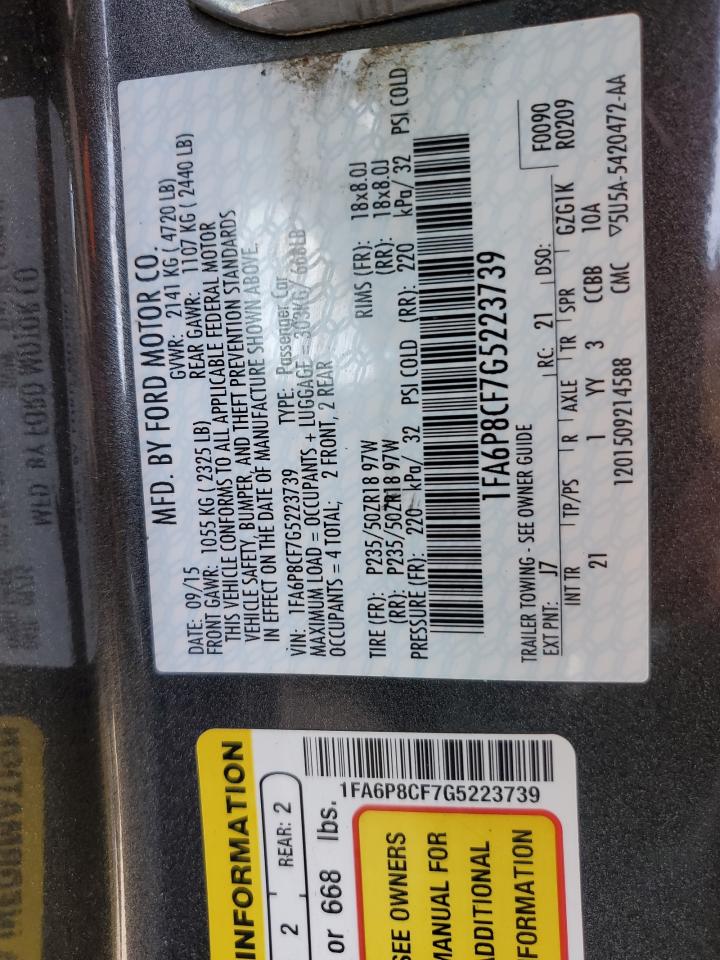 MFD. BY FORD MOTOR CO.
DATE: 09/15 GVWR: 2141 KG ( 4720 LB)
FRONT GAWR: 1055 KG ( 2325 LB) REAR GAWR: 1107 KG ( 2440 LB)
THIS VEHICLE CONFORMS TO ALL APPLICABLE FEDERAL MOTOR
VEHICLE SAFETY, BUMPER, AND THEFT PREVENTION STANDARDS
IN EFFECT ON THE DATE OF MANUFACTURE SHOWN ABOVE.
VIN: 1FA6P8CF7G5223739 TYPE: Passenger Car
MAXIMUM LOAD = OCCUPANTS + LUGGAGE = 303KG / 668LB
OCCUPANTS = 4 TOTAL; 2 FRONT, 2 REAR
TIRE (FR): P235/50ZR18 97W RIMS (FR): 18x8.0J
(RR): P235/50ZR18 97W (RR): 18x8.0J
PRESSURE (FR): 220 kPa/ 32 PSI COLD (RR): 220 kPa/ 32 PSI COLD
1FA6P8CF7G5223739
TRAILER TOWING - SEE OWNER GUIDE
F0090
R0209
EXT PNT: J7 RC: 21 DSO:
INT TR TP/PS R AXLE TR SPR GZG1K
21 1 YY 3 CCBB 10A
1201509214588 CMC ▽5U5A-5420472-AA
INFORMATION
2 REAR: 2
or 668 lbs.
1FA6P8CF7G5223739
SEE OWNERS
MANUAL FOR
ADDITIONAL
INFORMATION